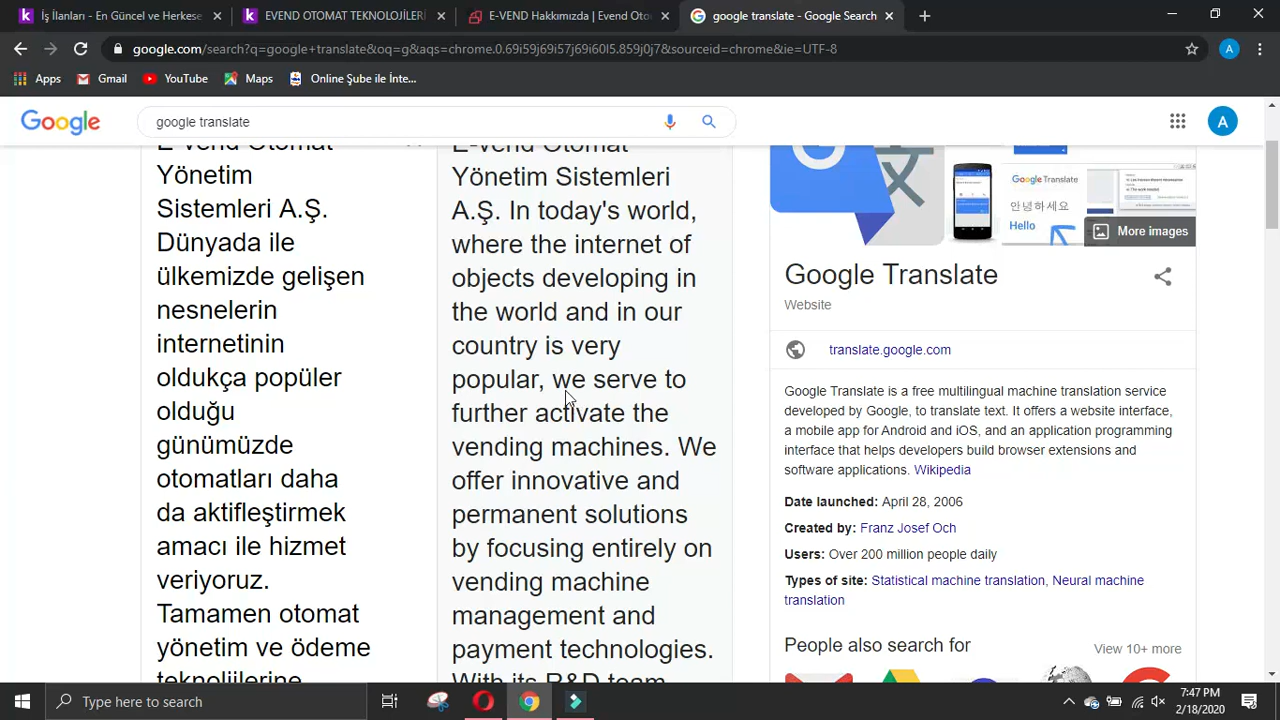 İş İlanları - En Güncel ve Herkese
EVEND OTOMAT TEKNOLOJİLERİ
E-VEND Hakkımızda | Evend Oto
google translate - Google Search
google.com/search?q=google+translate&oq=g&aqs=chrome.0.69i59j69i57j69i60l5.859j0j7&sourceid=chrome&ie=UTF-8
A
Apps
Gmail
YouTube
Maps
Online Şube ile İnte...
Google
google translate
A
E-Vend Otomat
Yönetim
Sistemleri A.Ş.
Dünyada ile
ülkemizde gelişen
nesnelerin
internetinin
oldukça popüler
olduğu
günümüzde
otomatları daha
da aktifleştirmek
amacı ile hizmet
veriyoruz.
Tamamen otomat
yönetim ve ödeme
teknolijlerine
E-Vend Otomat
Yönetim Sistemleri
A.Ş. In today's world,
where the internet of
objects developing in
the world and in our
country is very
popular, we serve to
further activate the
vending machines. We
offer innovative and
permanent solutions
by focusing entirely on
vending machine
management and
payment technologies.
With its R&D team
文
Google Translate
안녕하세요
Hello
More images
Google Translate
Website
translate.google.com
Google Translate is a free multilingual machine translation service
developed by Google, to translate text. It offers a website interface,
a mobile app for Android and iOS, and an application programming
interface that helps developers build browser extensions and
software applications. Wikipedia
Date launched: April 28, 2006
Created by: Franz Josef Och
Users: Over 200 million people daily
Types of site: Statistical machine translation, Neural machine
translation
People also search for
View 10+ more
Type here to search
7:47 PM
2/18/2020